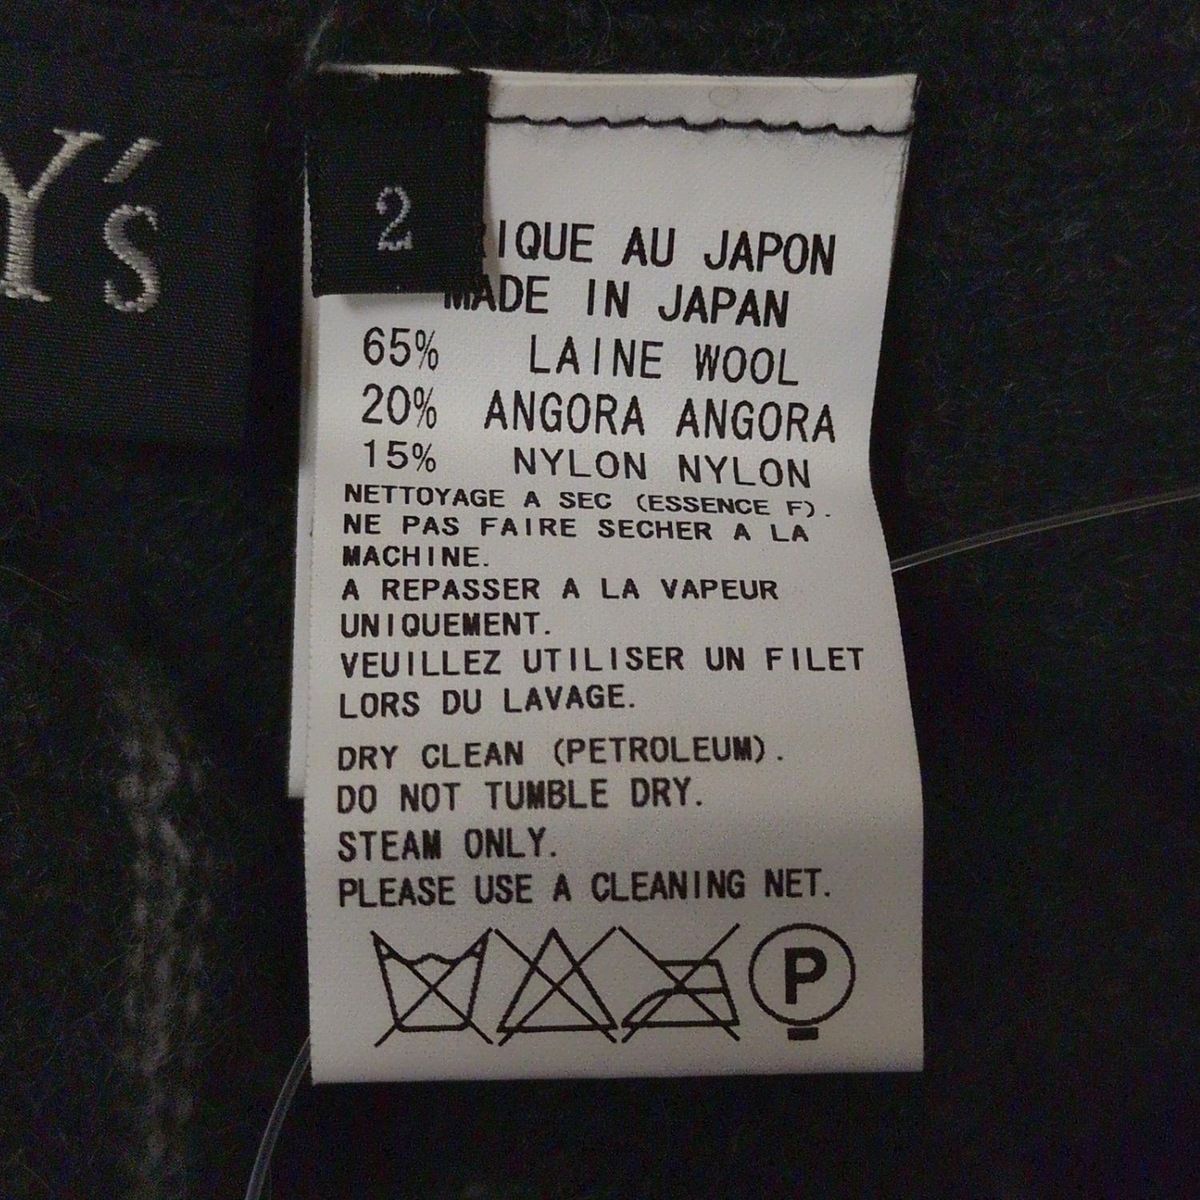 Y's
2
RIQUE AU JAPON
MADE IN JAPAN
65% LAINE WOOL
20% ANGORA ANGORA
15% NYLON NYLON
NETTOYAGE A SEC (ESSENCE F).
NE PAS FAIRE SECHER A LA
MACHINE.
A REPASSER A LA VAPEUR
UNIQUEMENT.
VEUILLEZ UTILISER UN FILET
LORS DU LAVAGE.
DRY CLEAN (PETROLEUM).
DO NOT TUMBLE DRY.
STEAM ONLY.
PLEASE USE A CLEANING NET.
P